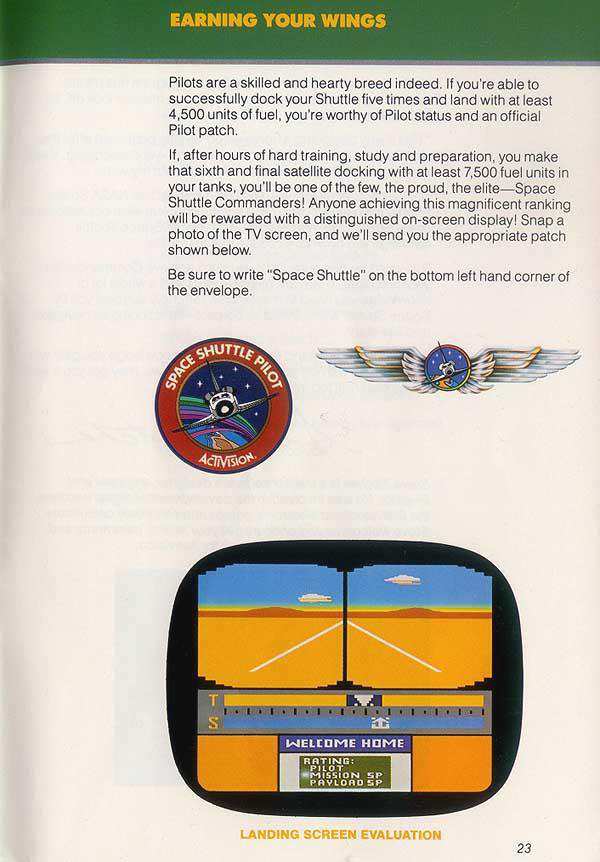 EARNING YOUR WINGS
Pilots are a skilled and hearty breed indeed. If you're able to
successfully dock your Shuttle five times and land with at least
4,500 units of fuel, you're worthy of Pilot status and an official
Pilot patch.
If, after hours of hard training, study and preparation, you make
that sixth and final satellite docking with at least 7,500 fuel units in
your tanks, you'll be one of the few, the proud, the elite—Space
Shuttle Commanders! Anyone achieving this magnificent ranking
will be rewarded with a distinguished on-screen display! Snap a
photo of the TV screen, and we'll send you the appropriate patch
shown below.
Be sure to write "Space Shuttle" on the bottom left hand corner of
the envelope.
SPACE SHUTTLE PILOT
ACTIVISION.
T
S
WELCOME HOME
RATING:
PILOT
MISSION SP
PAYLOAD SP
LANDING SCREEN EVALUATION
23